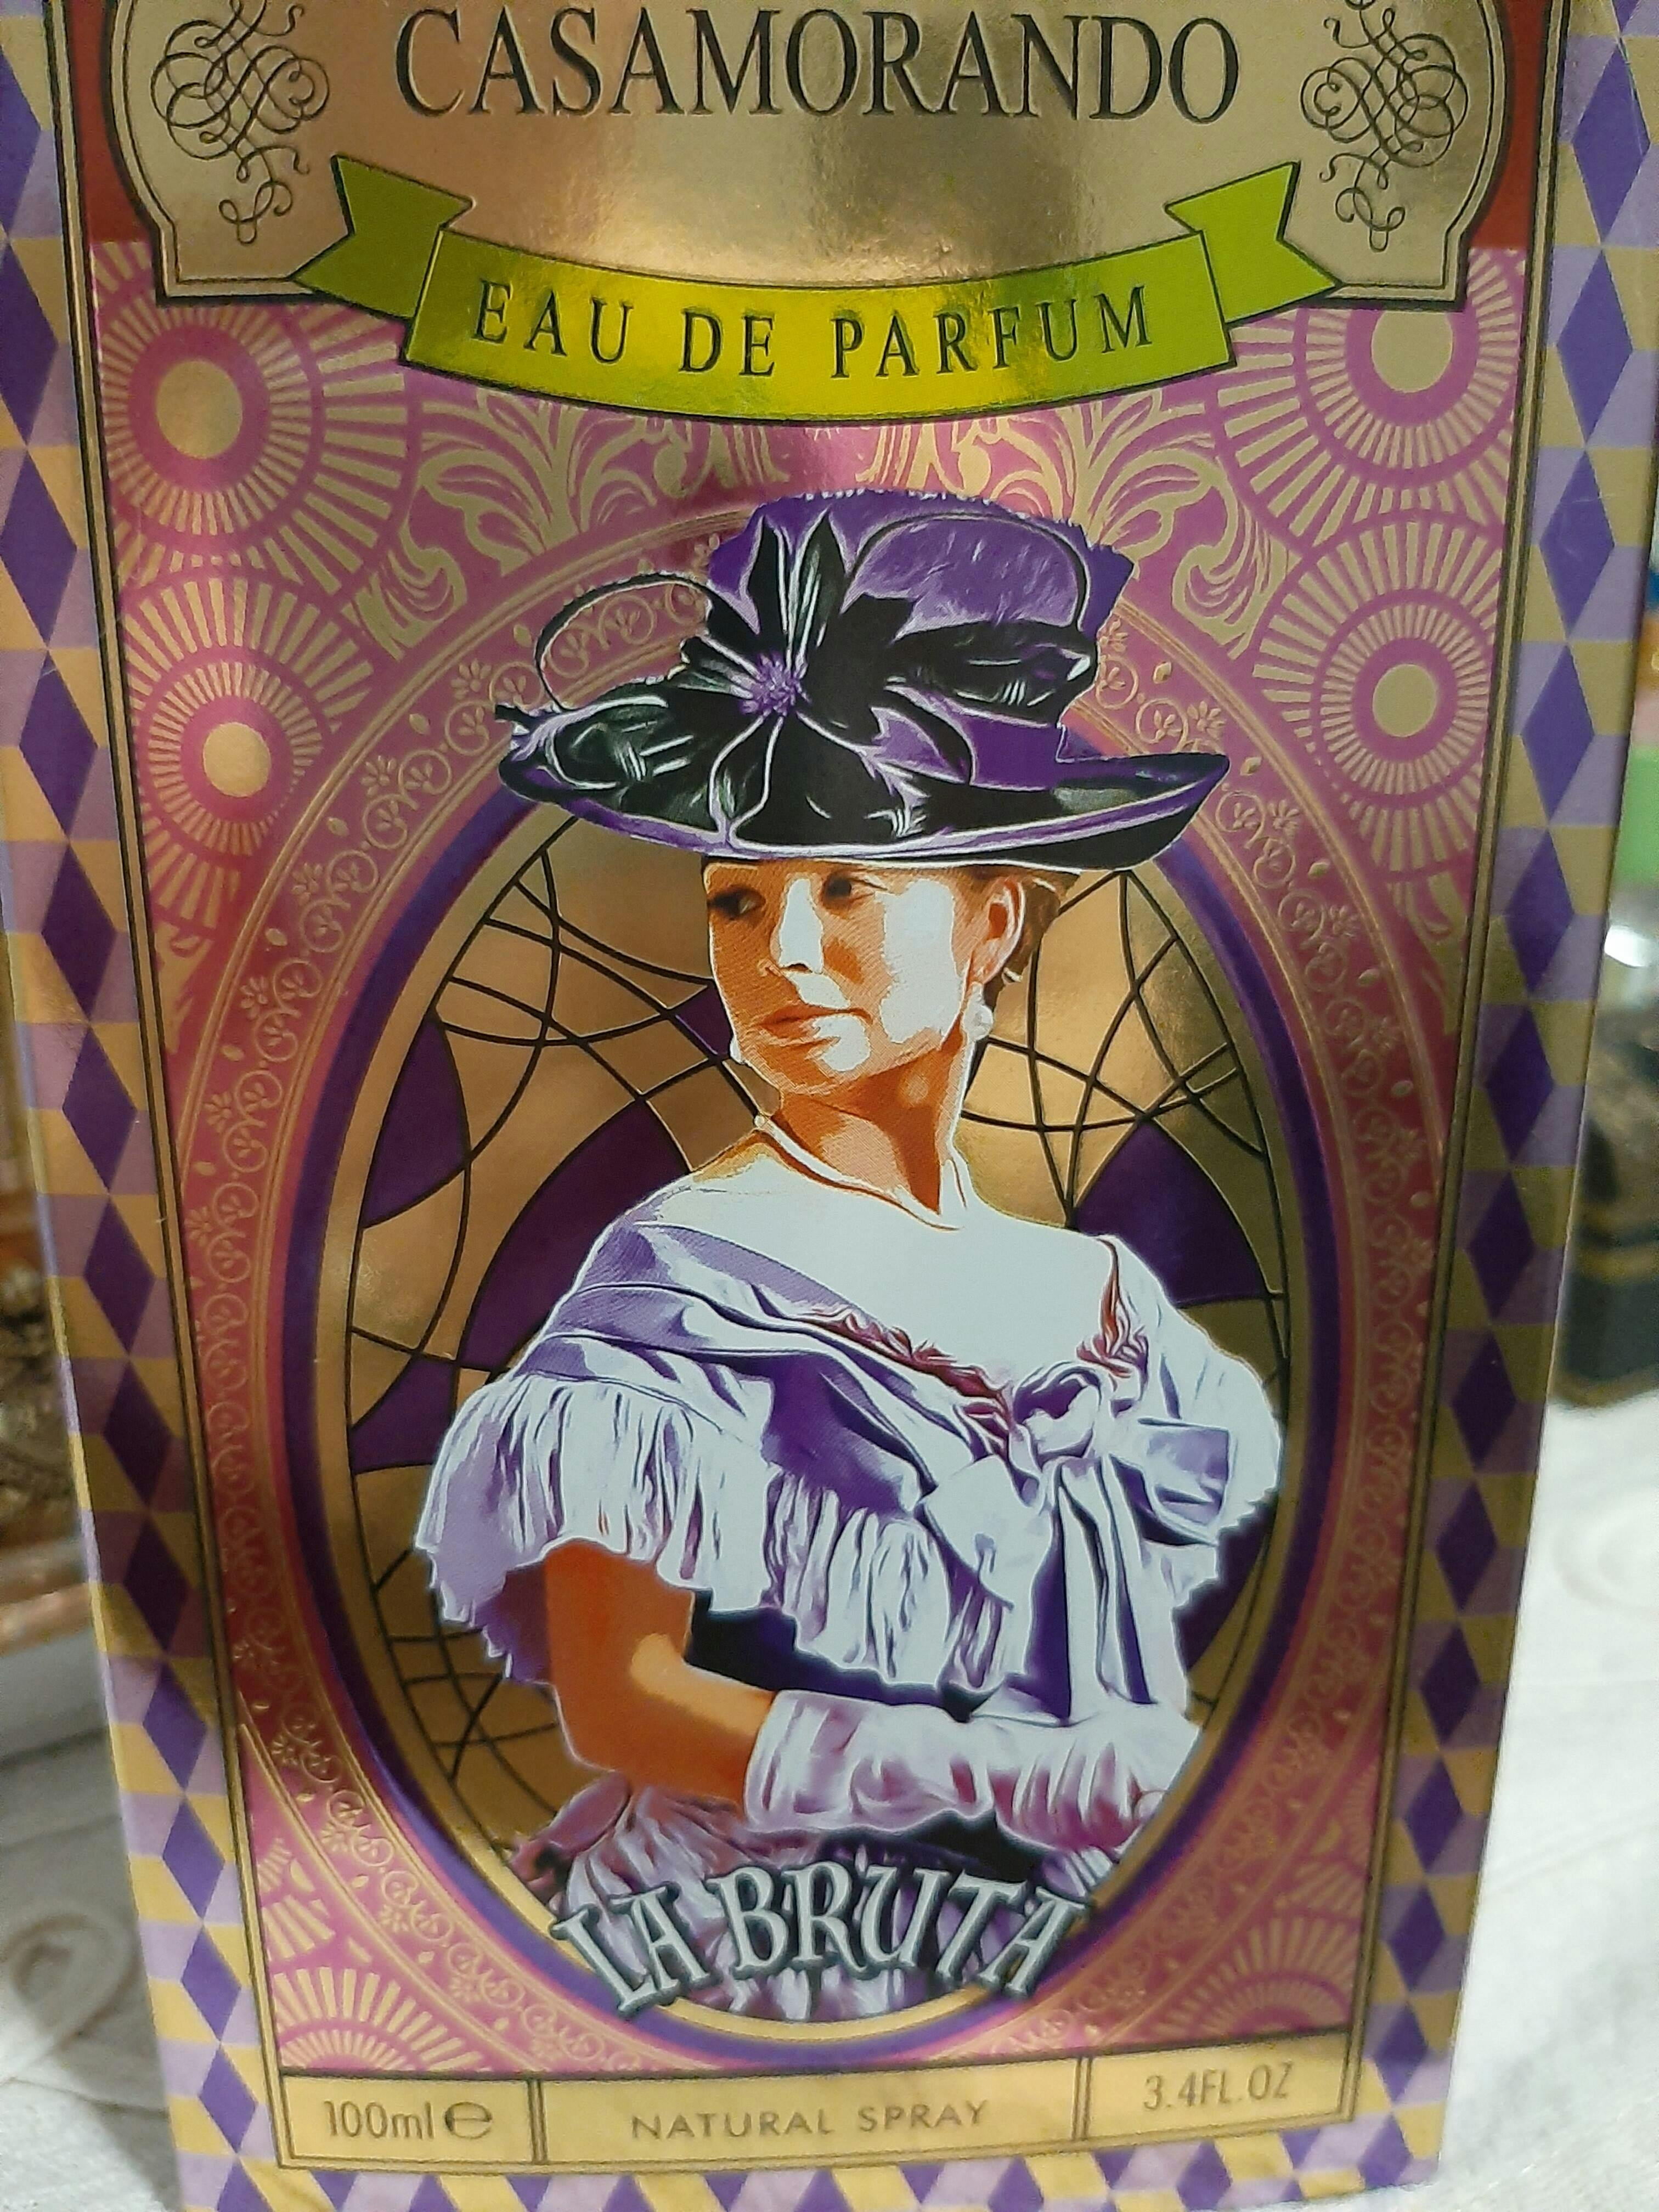 CASAMORANDO
EAU DE PARFUM
LA BRUTA
100ml ℮
NATURAL SPRAY
3.4FL.OZ